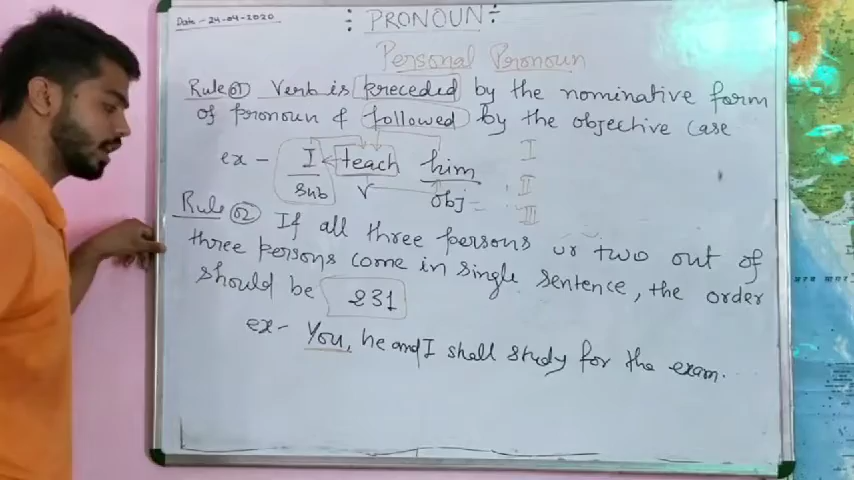 Date - 24-04-2020
: PRONOUN ÷
Personal Pronoun
Rule 01 Verb is preceded by the nominative form
of pronoun & followed by the objective case
ex - I teach him
sub V obj
I
II
III
Rule 02 If all three persons or two out of
three persons come in single sentence, the order
should be 231
ex- You, he and I shall study for the exam.